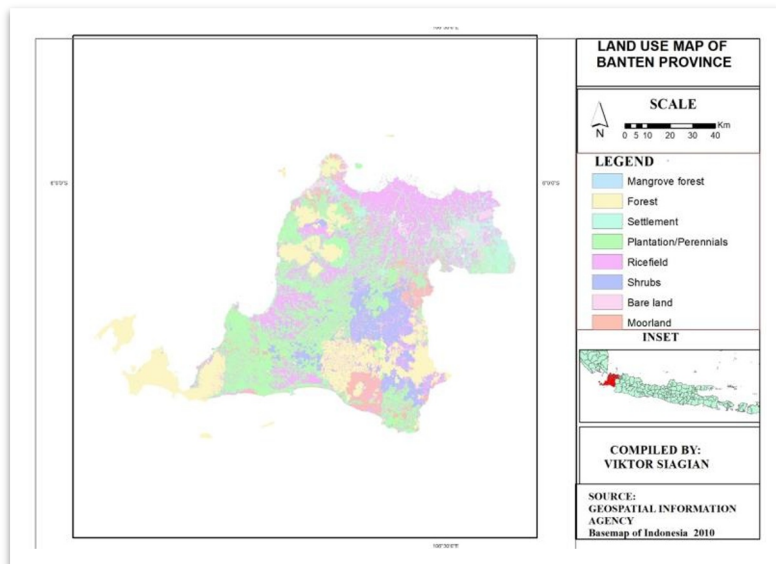 LAND USE MAP OF
BANTEN PROVINCE
SCALE
N
Km
0 5 10 20 30 40
LEGEND
Mangrove forest
Forest
Settlement
Plantation/Perennials
Ricefield
Shrubs
Bare land
Moorland
INSET
COMPILED BY:
VIKTOR SIAGIAN
SOURCE:
GEOSPATIAL INFORMATION
AGENCY
Basemap of Indonesia 2010